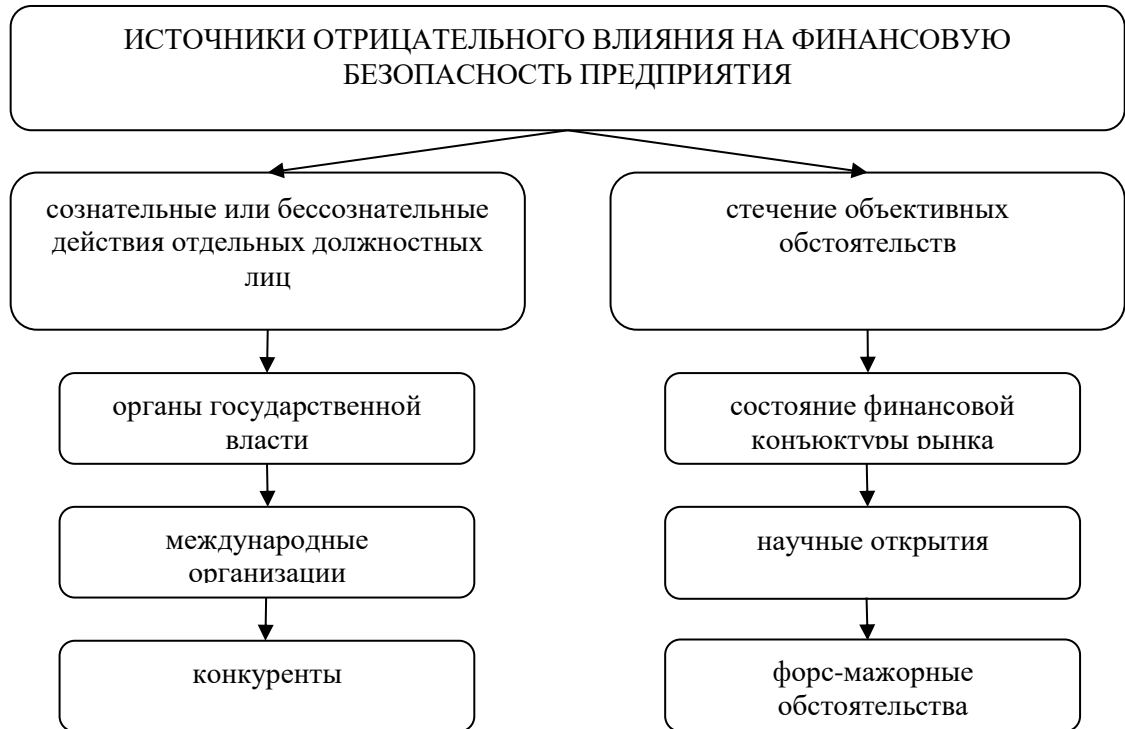 ИСТОЧНИКИ ОТРИЦАТЕЛЬНОГО ВЛИЯНИЯ НА ФИНАНСОВУЮ
БЕЗОПАСНОСТЬ ПРЕДПРИЯТИЯ
сознательные или бессознательные
действия отдельных должностных
лиц
стечение объективных
обстоятельств
органы государственной
власти
состояние финансовой
конъюктуры рынка
международные
организации
научные открытия
конкуренты
форс-мажорные
обстоятельства